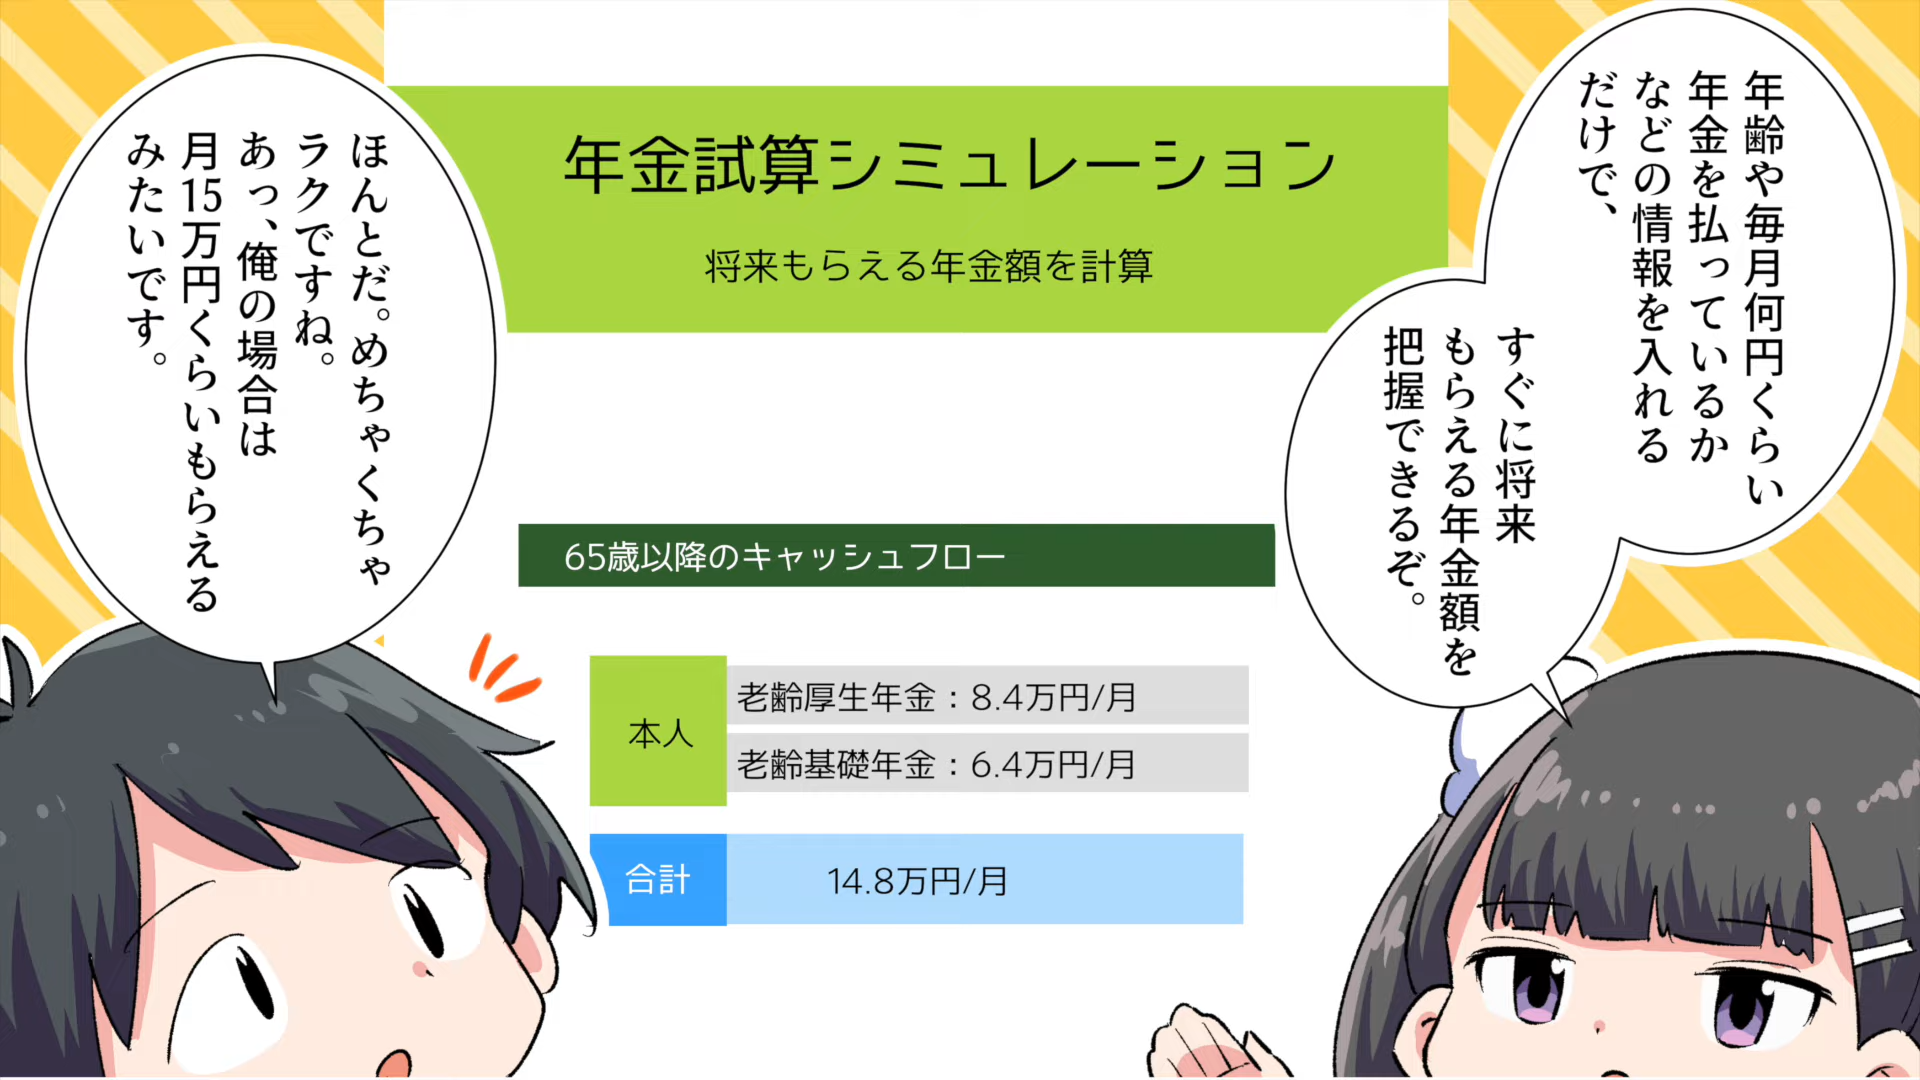 年齢や毎月何円くらい
年金を払っているか
などの情報を入れる
だけで、
すぐに将来
もらえる年金額を
把握できるぞ。
ほんとだ。めちゃくちゃ
ラクですね。
あっ、俺の場合は
月15万円くらいもらえる
みたいです。
年金試算シミュレーション
将来もらえる年金額を計算
65歳以降のキャッシュフロー
本人
老齢厚生年金：8.4万円/月
老齢基礎年金：6.4万円/月
合計
14.8万円/月